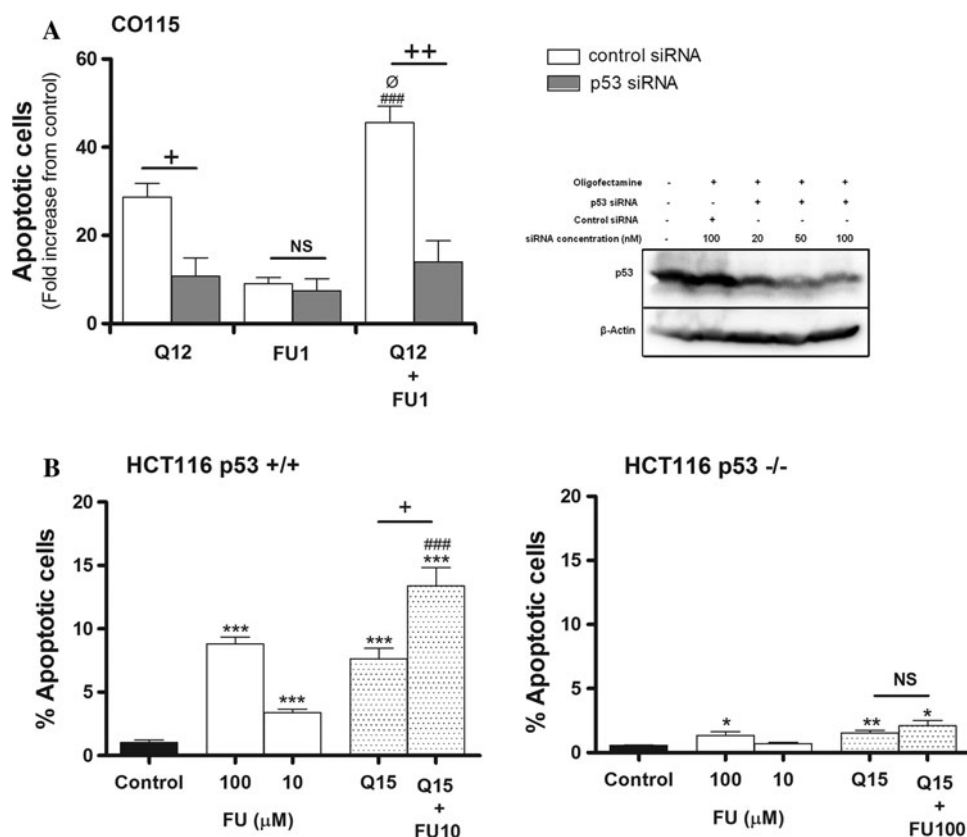 A
CO115
Apoptotic cells
(Fold increase from control)
60
40
20
0
+
NS
++
Ø
###
Q12
FU1
Q12
+
FU1
control siRNA
p53 siRNA
Oligofectamine - + + + +
p53 siRNA - - + + +
Control siRNA - + - - -
siRNA concentration (nM) - 100 20 50 100
p53
β-Actin
B
HCT116 p53 +/+
% Apoptotic cells
20
15
10
5
0
***
***
***
+
###
***
Control
100
10
Q15
Q15
+
FU10
FU (µM)
HCT116 p53 -/-
% Apoptotic cells
20
15
10
5
0
*
**
NS
*
Control
100
10
Q15
Q15
+
FU100
FU (µM)